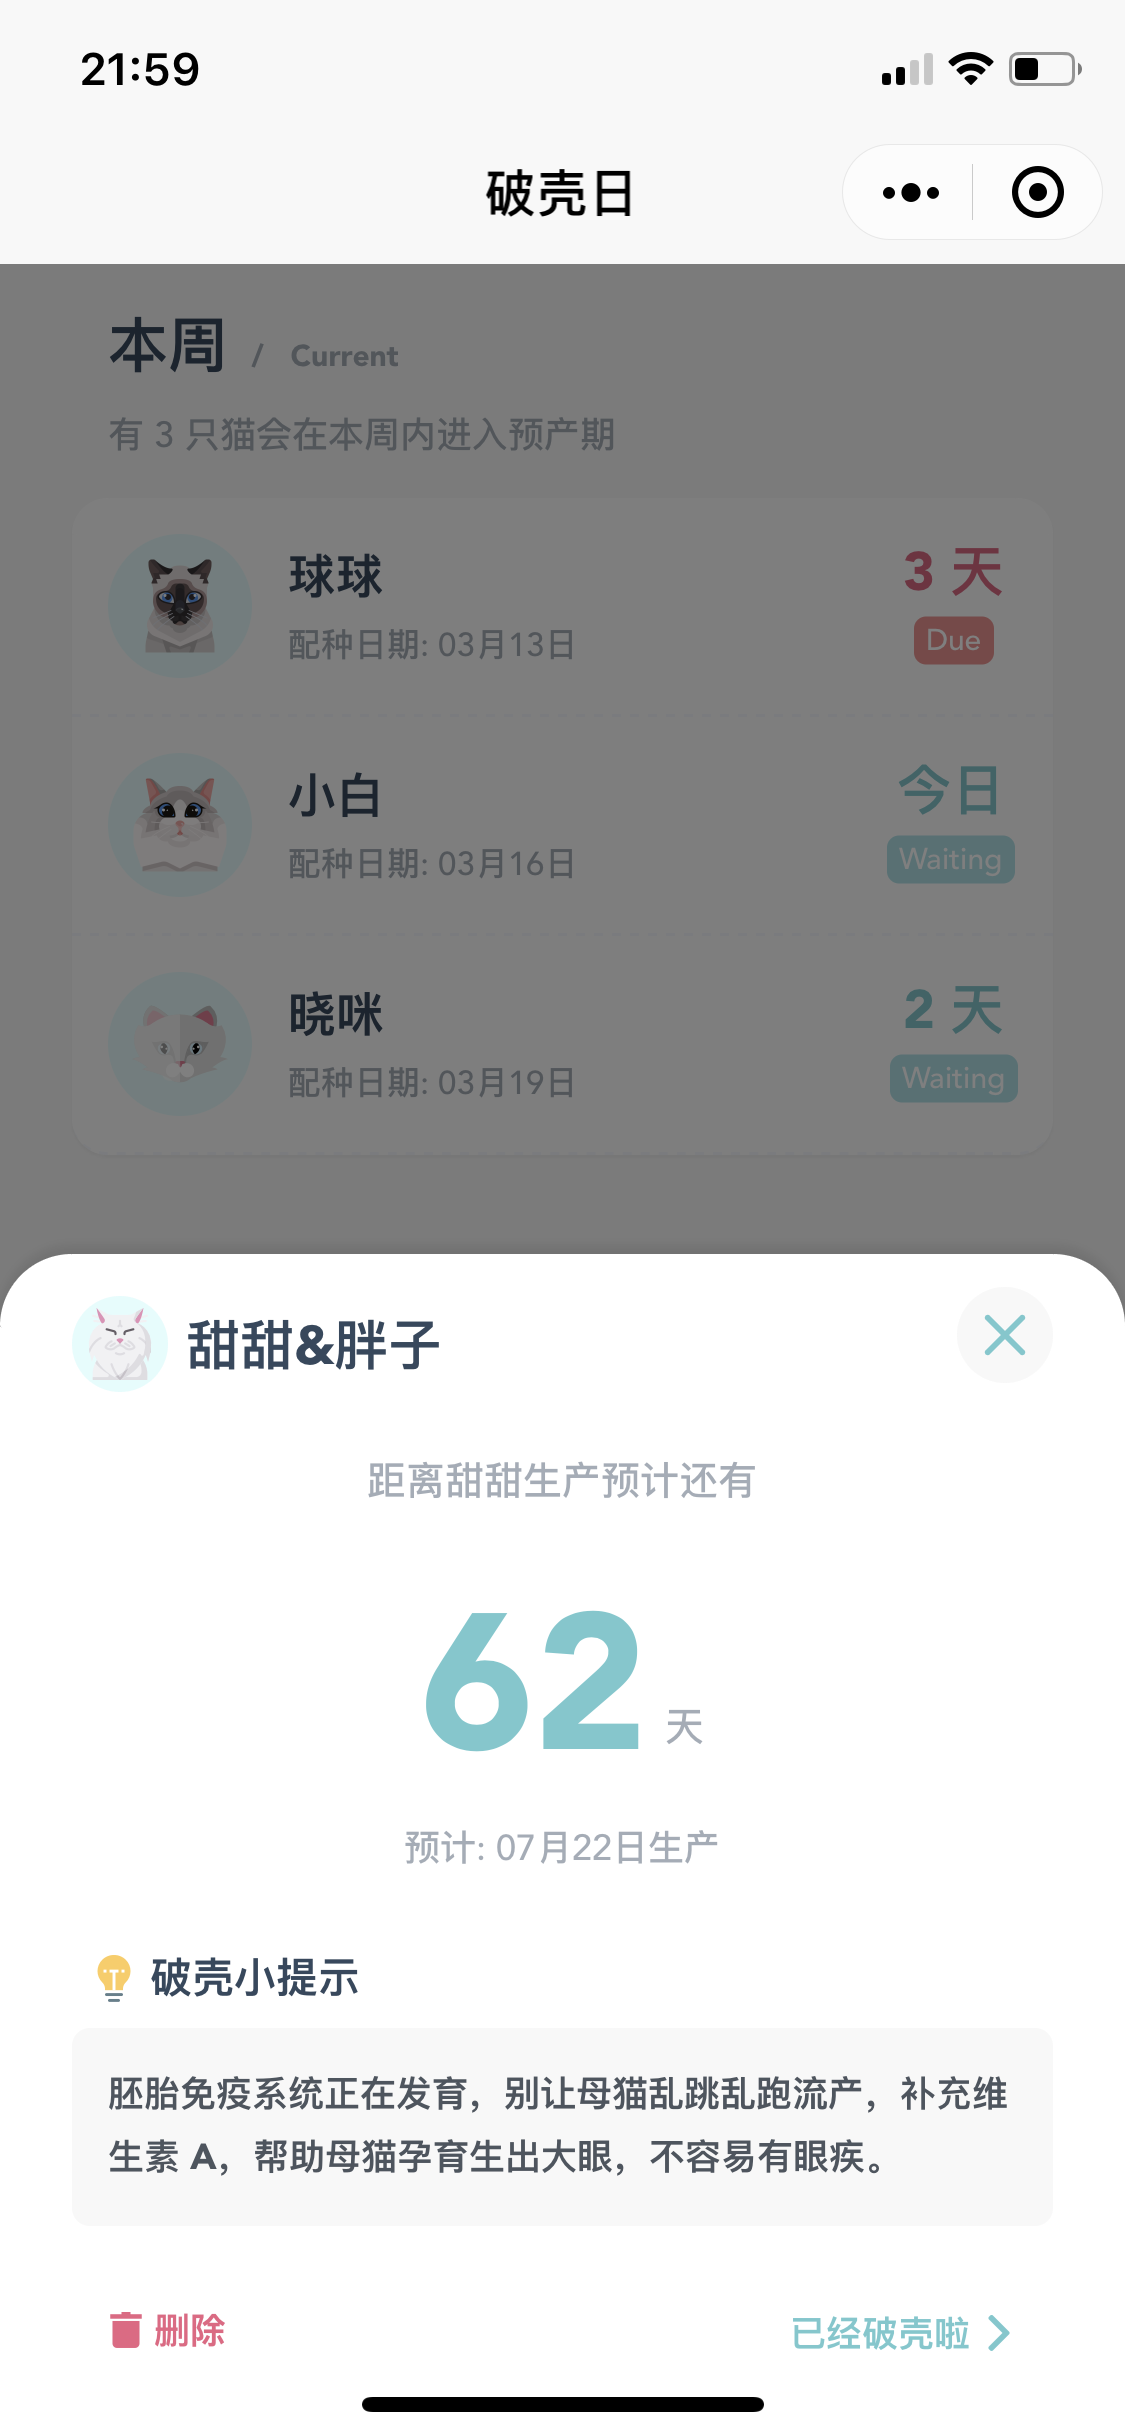 21:59
破壳日
本周 / Current
有 3 只猫会在本周内进入预产期
球球
3 天
配种日期: 03月13日
Due
小白
今日
配种日期: 03月16日
Waiting
晓咪
2 天
配种日期: 03月19日
Waiting
甜甜&胖子
距离甜甜生产预计还有
62 天
预计: 07月22日生产
破壳小提示
胚胎免疫系统正在发育，别让母猫乱跳乱跑流产，补充维
生素 A，帮助母猫孕育生出大眼，不容易有眼疾。
删除
已经破壳啦